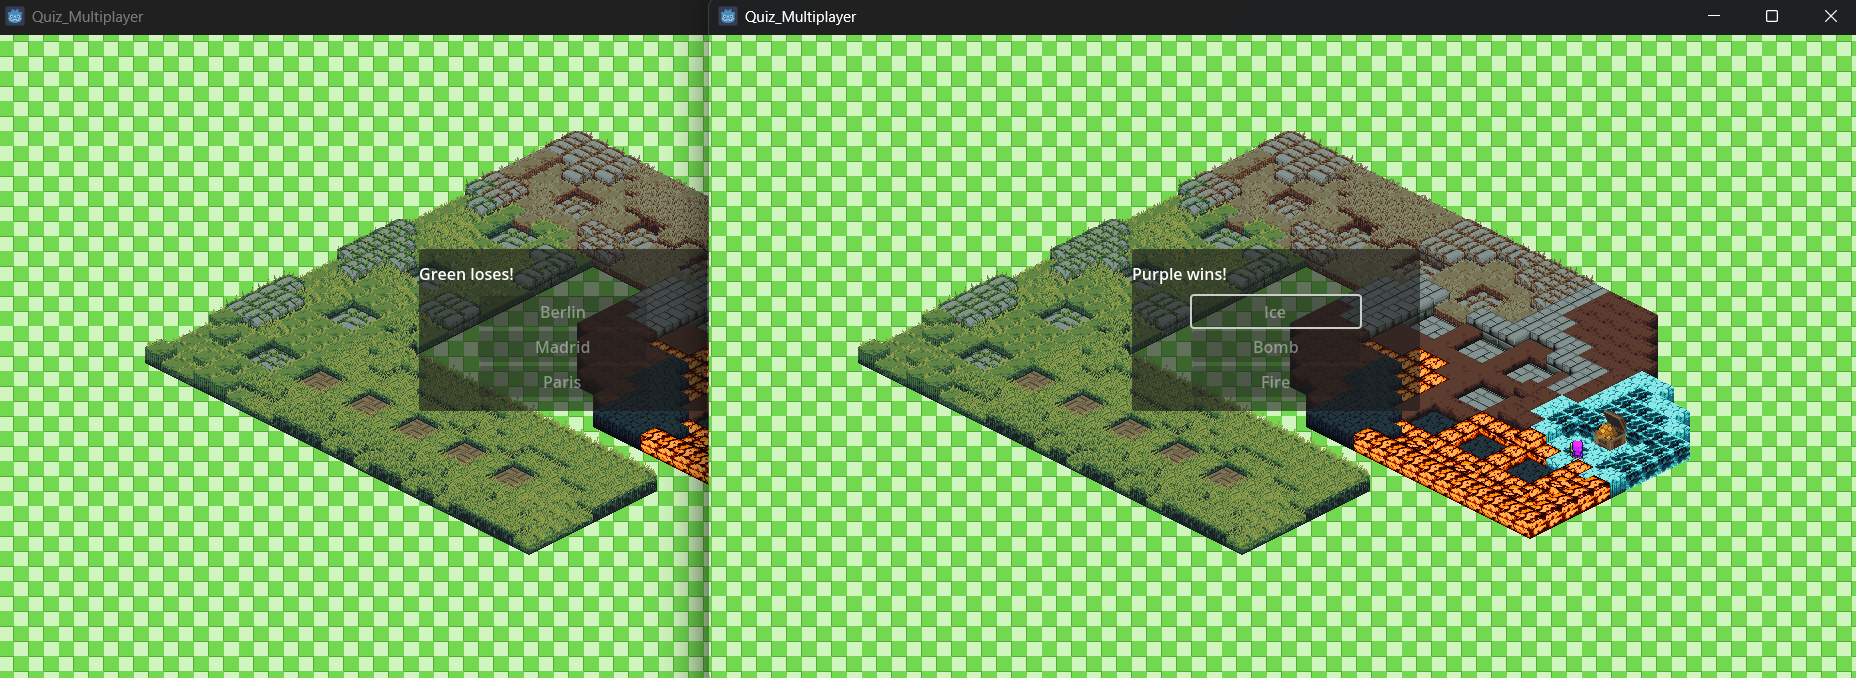 Quiz_Multiplayer
Green loses!
Berlin
Madrid
Paris
Quiz_Multiplayer
Purple wins!
Ice
Bomb
Fire